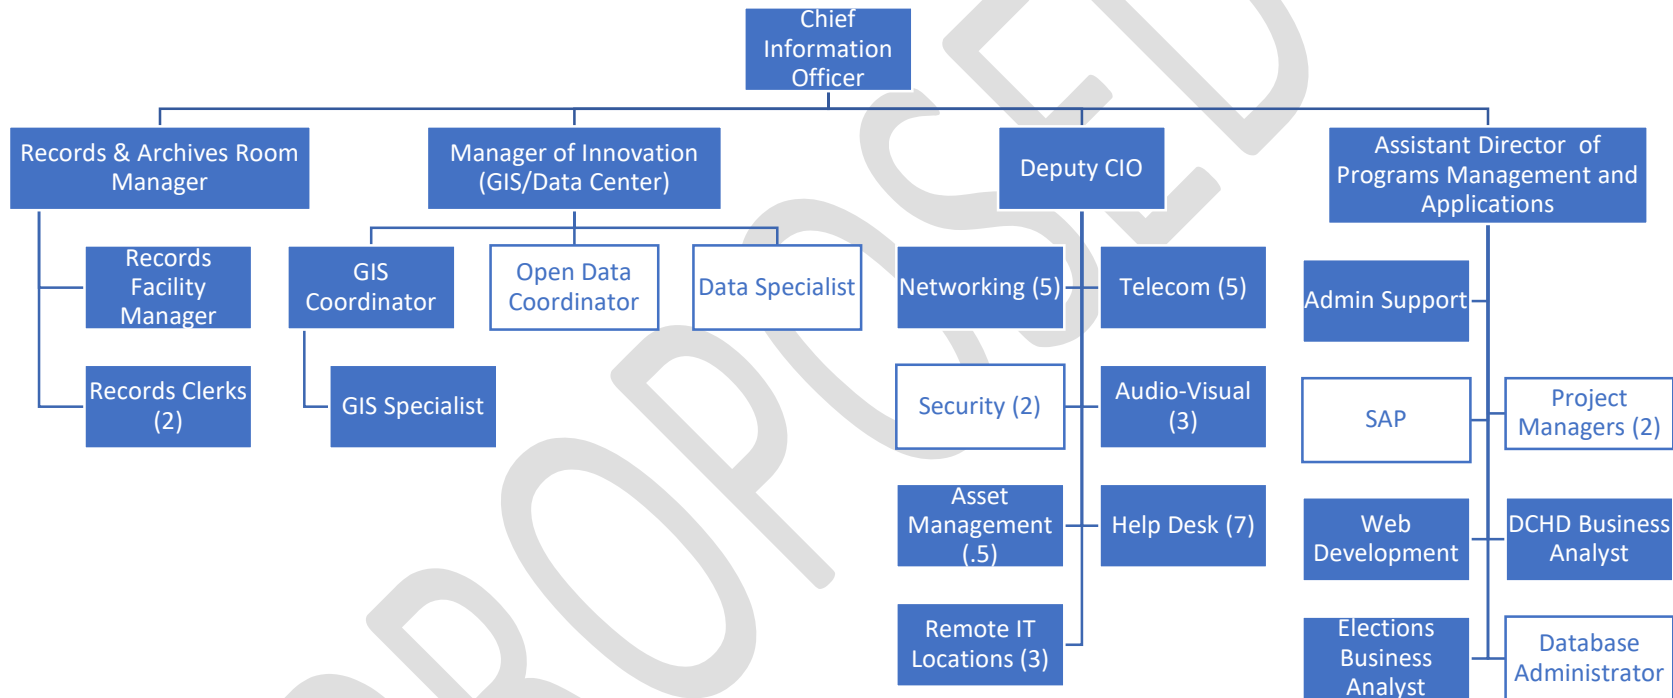 Chief
Information
Officer
Records & Archives Room
Manager
Manager of Innovation
(GIS/Data Center)
Deputy CIO
Assistant Director of
Programs Management and
Applications
Records
Facility
Manager
GIS
Coordinator
Open Data
Coordinator
Data Specialist
Networking (5)
Telecom (5)
Admin Support
Records Clerks
(2)
GIS Specialist
Security (2)
Audio-Visual
(3)
SAP
Project
Managers (2)
Asset
Management
(.5)
Help Desk (7)
Web
Development
DCHD Business
Analyst
Remote IT
Locations (3)
Elections
Business
Analyst
Database
Administrator
PROPOSED